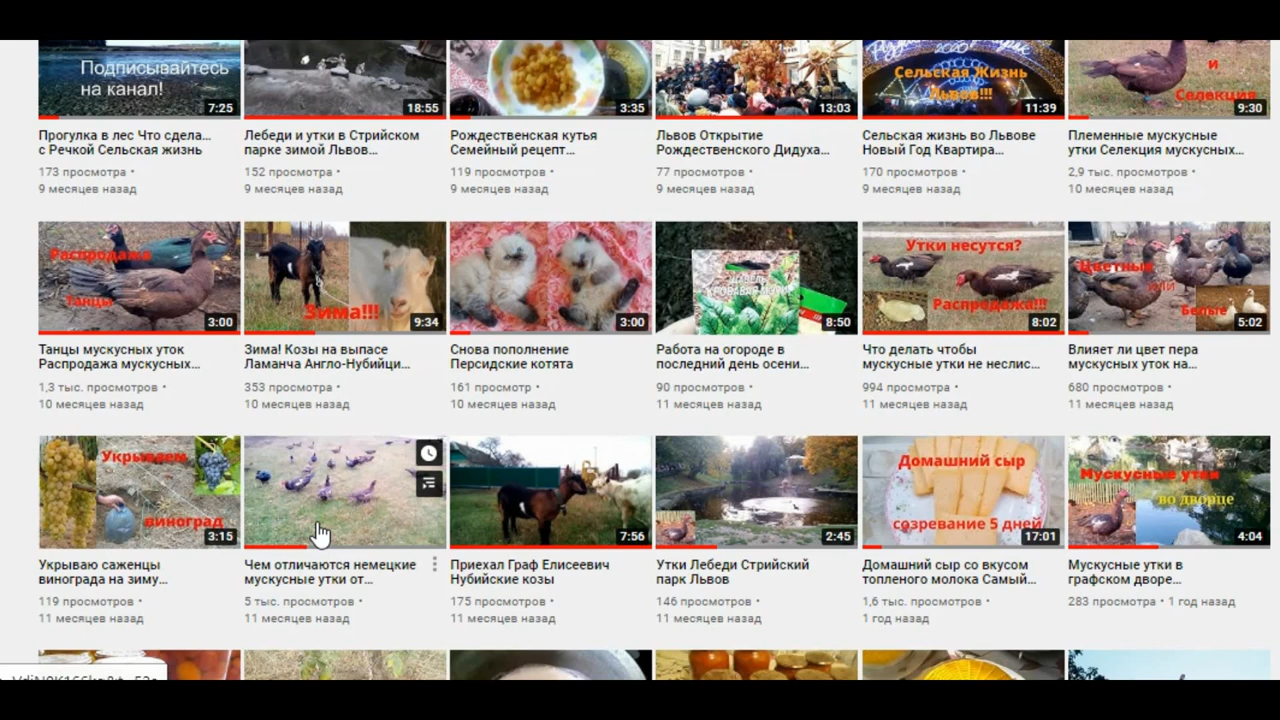 Подписывайтесь
на канал!
7:25
18:55
3:35
13:03
2020
Сельская Жизнь
Львов!!!
11:39
и
Селекция
9:30
Прогулка в лес Что сдела...
с Речкой Сельская жизнь
173 просмотра •
9 месяцев назад
Лебеди и утки в Стрийском
парке зимой Львов...
152 просмотра •
9 месяцев назад
Рождественская кутья
Семейный рецепт...
119 просмотров •
9 месяцев назад
Львов Открытие
Рождественского Дидуха...
77 просмотров •
9 месяцев назад
Сельская жизнь во Львове
Новый Год Квартира...
170 просмотров •
9 месяцев назад
Племенные мускусные
утки Селекция мускусных...
2,9 тыс. просмотров •
10 месяцев назад
Распродажа
Танцы
3:00
Зима!!!
9:34
3:00
8:50
Утки несутся?
Распродажа!!!
8:02
Цветные
или
Белые
5:02
Танцы мускусных уток
Распродажа мускусных...
1,3 тыс. просмотров •
10 месяцев назад
Зима! Козы на выпасе
Ламанча Англо-Нубийци...
353 просмотра •
10 месяцев назад
Снова пополнение
Персидские котята
161 просмотр •
10 месяцев назад
Работа на огороде в
последний день осени...
90 просмотров •
11 месяцев назад
Что делать чтобы
мускусные утки не неслис...
994 просмотра •
11 месяцев назад
Влияет ли цвет пера
мускусных уток на...
680 просмотров •
11 месяцев назад
Укрываем
виноград
3:15
7:56
2:45
Домашний сыр
созревание 5 дней
17:01
Мускусные утки
во дворце
4:04
Укрываю саженцы
винограда на зиму...
119 просмотров •
11 месяцев назад
Чем отличаются немецкие
мускусные утки от...
5 тыс. просмотров •
11 месяцев назад
Приехал Граф Елисеевич
Нубийские козы
175 просмотров •
11 месяцев назад
Утки Лебеди Стрийский
парк Львов
146 просмотров •
11 месяцев назад
Домашний сыр со вкусом
топленого молока Самый...
1,6 тыс. просмотров •
1 год назад
Мускусные утки в
графском дворе...
283 просмотра • 1 год назад